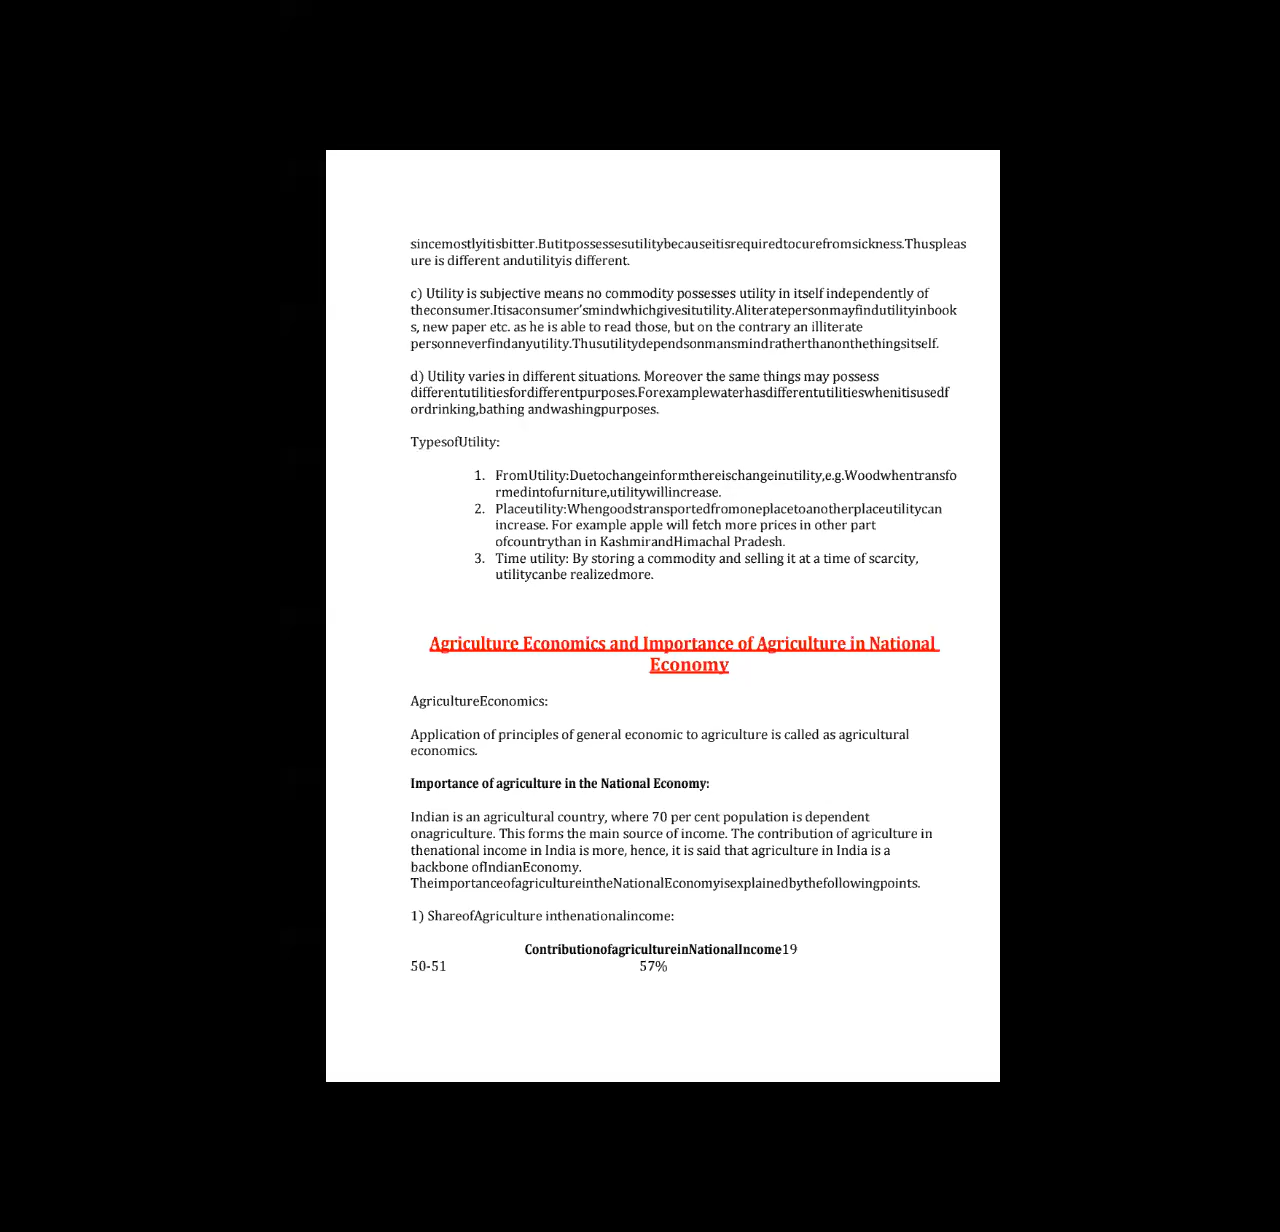 sincemostlyitisbitter.Butitpossessesutilitybecauseitisrequiredtocurefromsickness.Thuspleas
ure is different andutilityis different.
c) Utility is subjective means no commodity possesses utility in itself independently of
theconsumer.Itisaconsumer’smindwhichgivesitutility.Aliteratepersonmayfindutilityinbook
s, new paper etc. as he is able to read those, but on the contrary an illiterate
personneverfindanyutility.Thusutilitydependsonmansmindratherthanonthethingsitself.
d) Utility varies in different situations. Moreover the same things may possess
differentutilitiesfordifferentpurposes.Forexamplewaterhasdifferentutilitieswhenitisusedf
ordrinking,bathing andwashingpurposes.
TypesofUtility:
1. FromUtility:Duetochangeinformthereischangeinutility,e.g.Woodwhentransfo
rmedintofurniture,utilitywillincrease.
2. Placeutility:Whengoodstransportedfromoneplacetoanotherplaceutilitycan
increase. For example apple will fetch more prices in other part
ofcountrythan in KashmirandHimachal Pradesh.
3. Time utility: By storing a commodity and selling it at a time of scarcity,
utilitycanbe realizedmore.
Agriculture Economics and Importance of Agriculture in National
Economy
AgricultureEconomics:
Application of principles of general economic to agriculture is called as agricultural
economics.
Importance of agriculture in the National Economy:
Indian is an agricultural country, where 70 per cent population is dependent
onagriculture. This forms the main source of income. The contribution of agriculture in
thenational income in India is more, hence, it is said that agriculture in India is a
backbone ofIndianEconomy.
TheimportanceofagricultureintheNationalEconomyisexplainedbythefollowingpoints.
1) ShareofAgriculture inthenationalincome:
ContributionofagricultureinNationalIncome19
50-51 57%